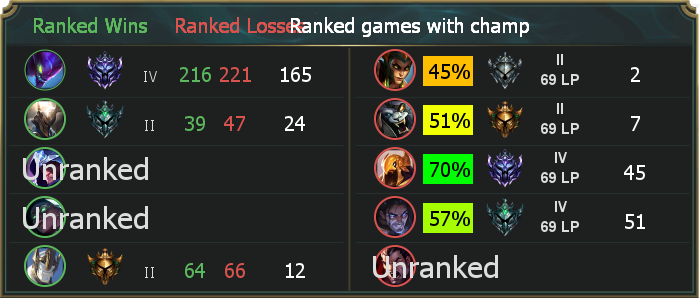 Ranked Wins Ranked Losses Ranked games with champ
IV 216 221 165
II 39 47 24
Unranked
Unranked
II 64 66 12
45% II 69 LP 2
51% II 69 LP 7
70% IV 69 LP 45
57% IV 69 LP 51
Unranked